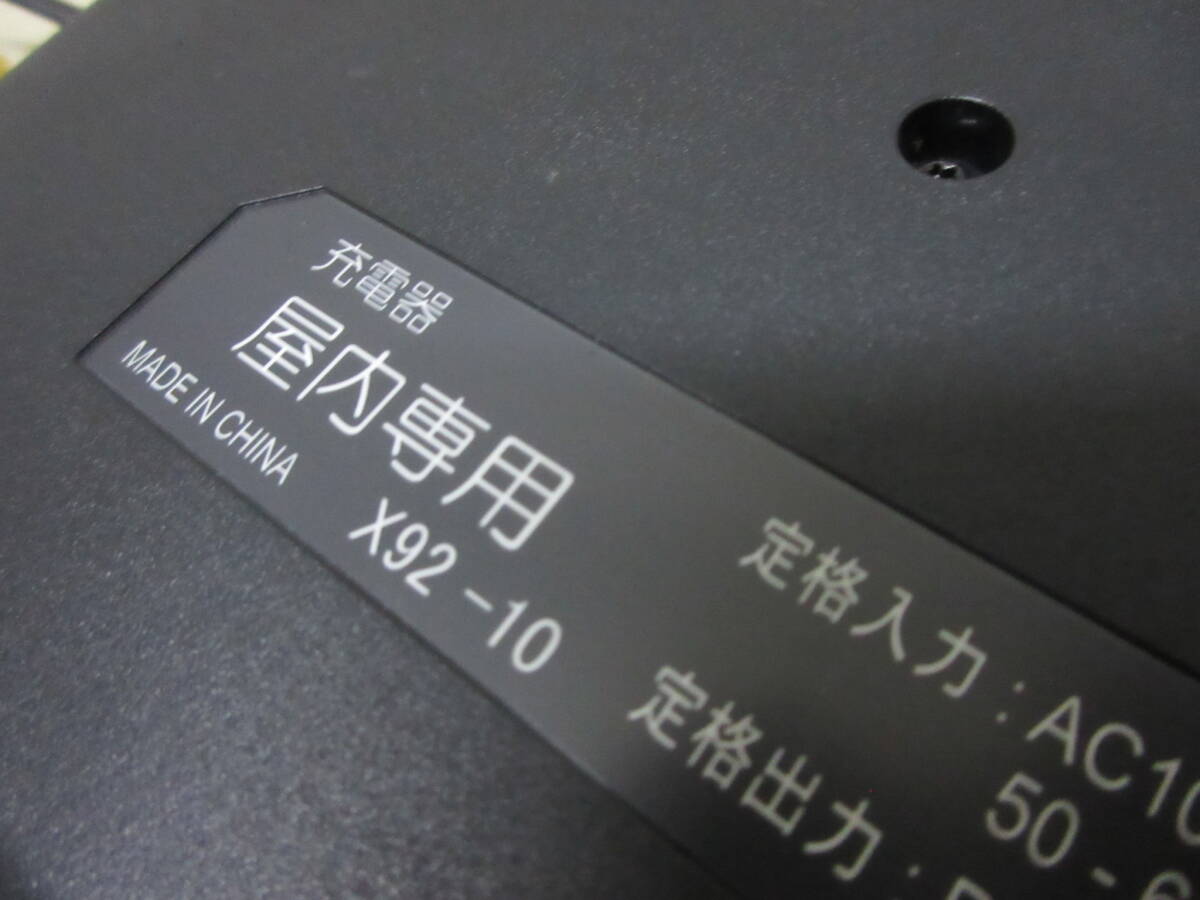 充電器
屋内専用
MADE IN CHINA
X92-10
定格入力：AC10
50-6
定格出力：